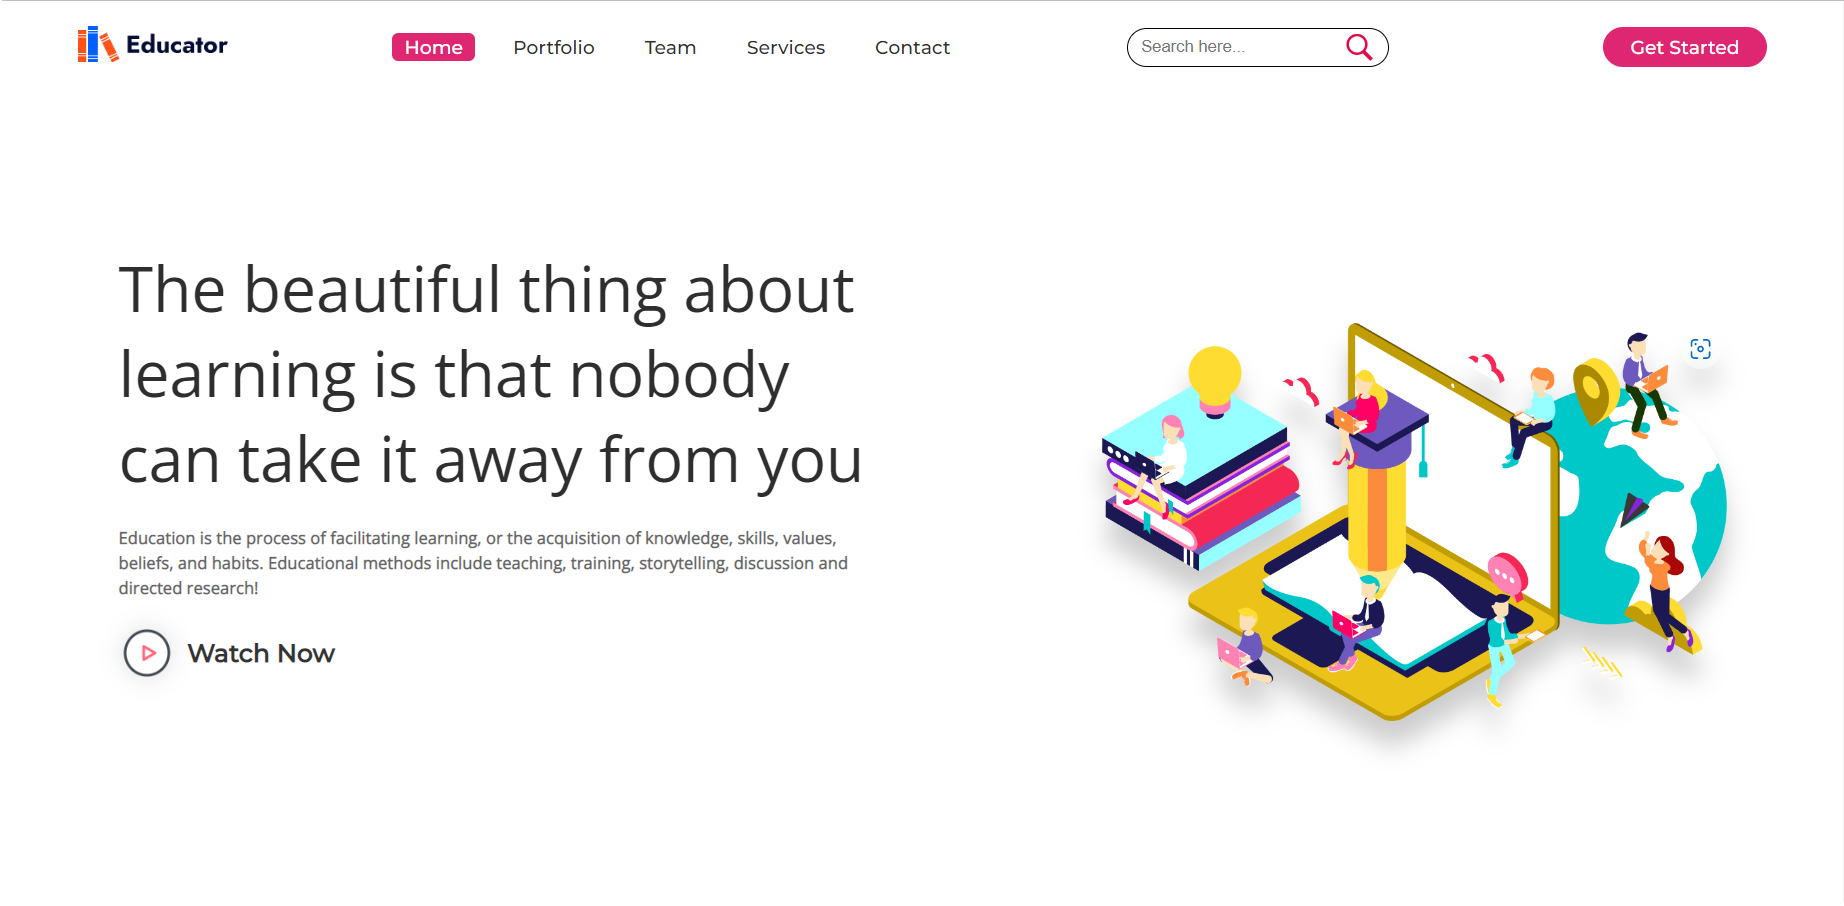 Educator
Home
Portfolio
Team
Services
Contact
Search here...
Get Started
The beautiful thing about
learning is that nobody
can take it away from you
Education is the process of facilitating learning, or the acquisition of knowledge, skills, values,
beliefs, and habits. Educational methods include teaching, training, storytelling, discussion and
directed research!
Watch Now